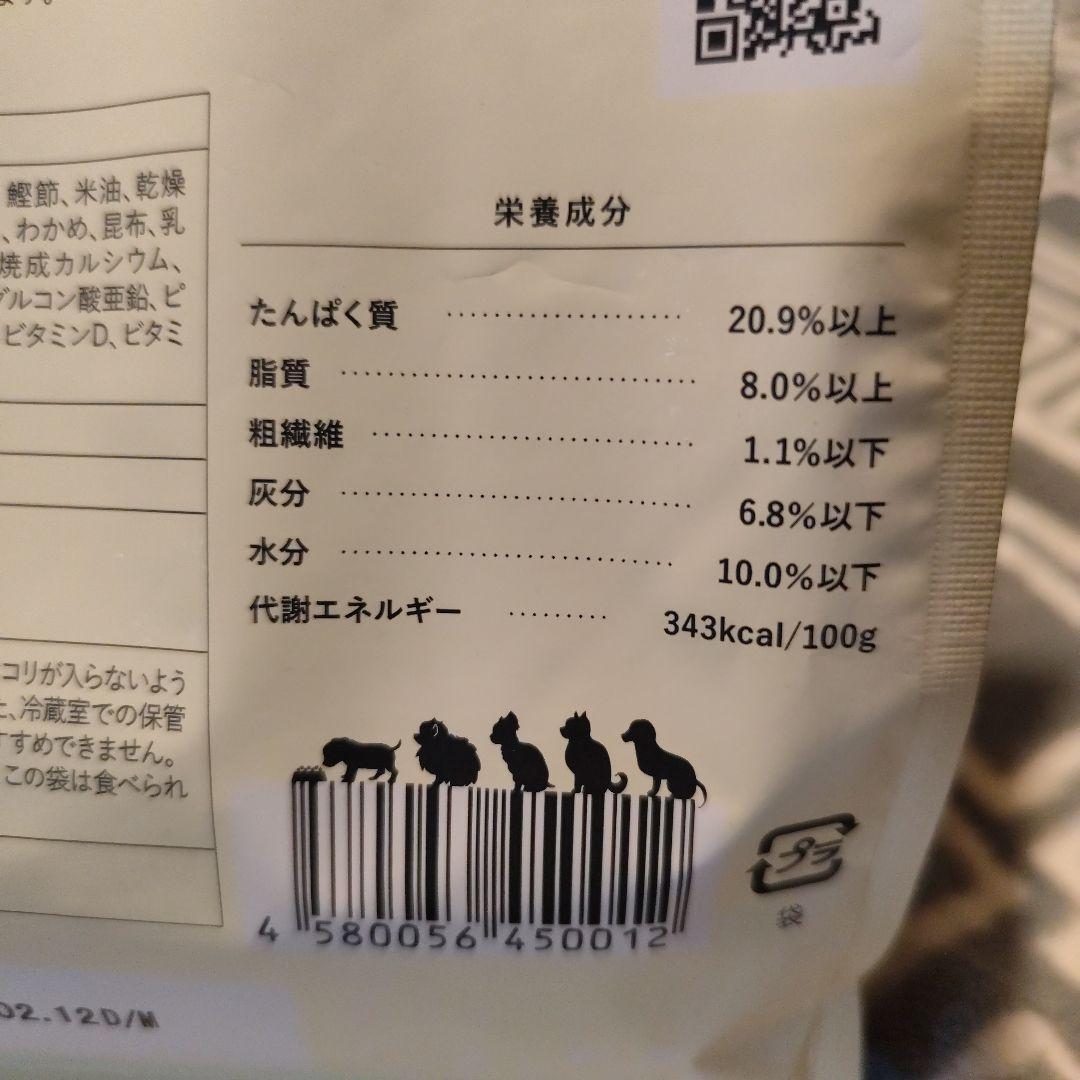 ます。
鰹節、米油、乾燥
、わかめ、昆布、乳
焼成カルシウム、
グルコン酸亜鉛、ピ
ビタミンD、ビタミ
コリが入らないよう
、冷蔵室での保管
すすめできません。
この袋は食べられ
02.12D/M
栄養成分
たんぱく質 ………………… 20.9%以上
脂質 ………………… 8.0%以上
粗繊維 ………………… 1.1%以下
灰分 ………………… 6.8%以下
水分 ………………… 10.0%以下
代謝エネルギー ……… 343kcal/100g
4 580056 450012
プラ
袋